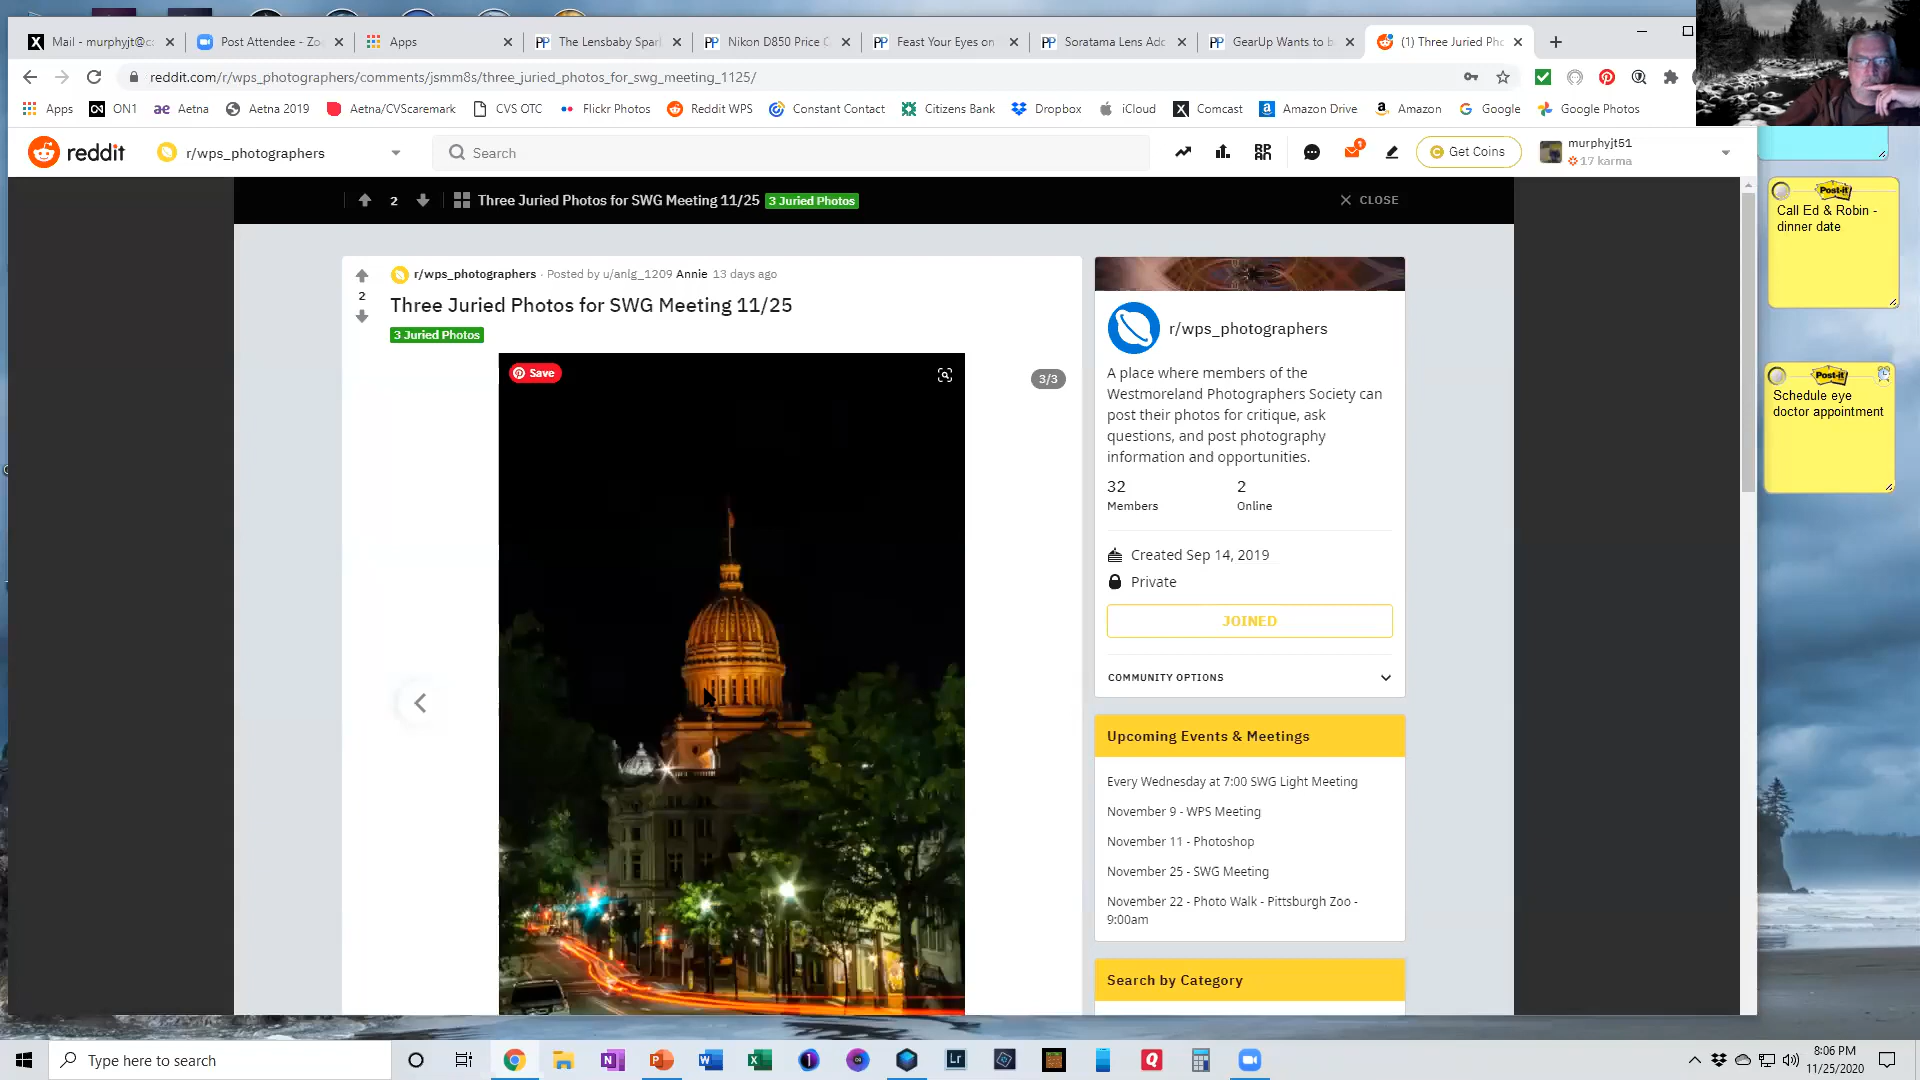 Mail - murphyjt@cc
Post Attendee - Zo
Apps
The Lensbaby Spar
Nikon D850 Price C
Feast Your Eyes on
Soratama Lens Ado
GearUp Wants to b
(1) Three Juried Pho
reddit.com/r/wps_photographers/comments/jsmm8s/three_juried_photos_for_swg_meeting_1125/
Apps ON1 Aetna Aetna 2019 Aetna/CVScaremark CVS OTC Flickr Photos Reddit WPS Constant Contact Citizens Bank Dropbox iCloud Comcast Amazon Drive Amazon Google Google Photos
reddit
r/wps_photographers
Search
1
Get Coins
murphyjt51
17 karma
2
Three Juried Photos for SWG Meeting 11/25 3 Juried Photos
CLOSE
r/wps_photographers · Posted by u/anlg_1209 Annie 13 days ago
2
Three Juried Photos for SWG Meeting 11/25
3 Juried Photos
Save
3/3
r/wps_photographers
A place where members of the
Westmoreland Photographers Society can
post their photos for critique, ask
questions, and post photography
information and opportunities.
32
Members
2
Online
Created Sep 14, 2019
Private
JOINED
COMMUNITY OPTIONS
Upcoming Events & Meetings
Every Wednesday at 7:00 SWG Light Meeting
November 9 - WPS Meeting
November 11 - Photoshop
November 25 - SWG Meeting
November 22 - Photo Walk - Pittsburgh Zoo -
9:00am
Search by Category
Post-it
Call Ed & Robin -
dinner date
Post-it
Schedule eye
doctor appointment
Type here to search
Lr
8:06 PM
11/25/2020